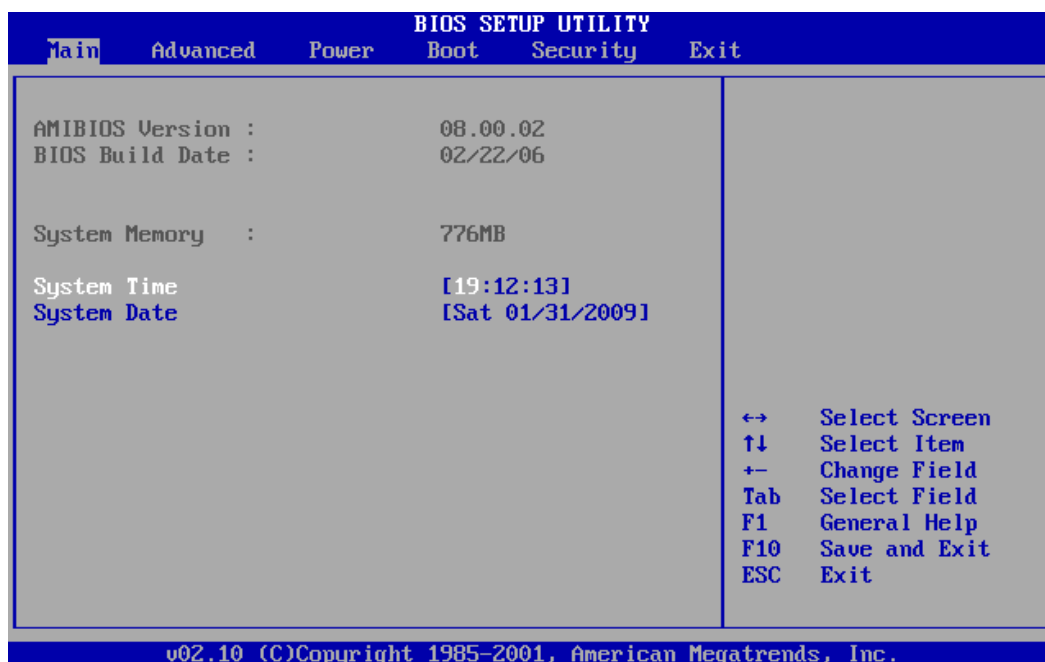 BIOS SETUP UTILITY
Main Advanced Power Boot Security Exit
AMIBIOS Version : 08.00.02
BIOS Build Date : 02/22/06
System Memory : 776MB
System Time [19:12:13]
System Date [Sat 01/31/2009]
←→ Select Screen
↑↓ Select Item
+- Change Field
Tab Select Field
F1 General Help
F10 Save and Exit
ESC Exit
v02.10 (C)Copyright 1985-2001, American Megatrends, Inc.